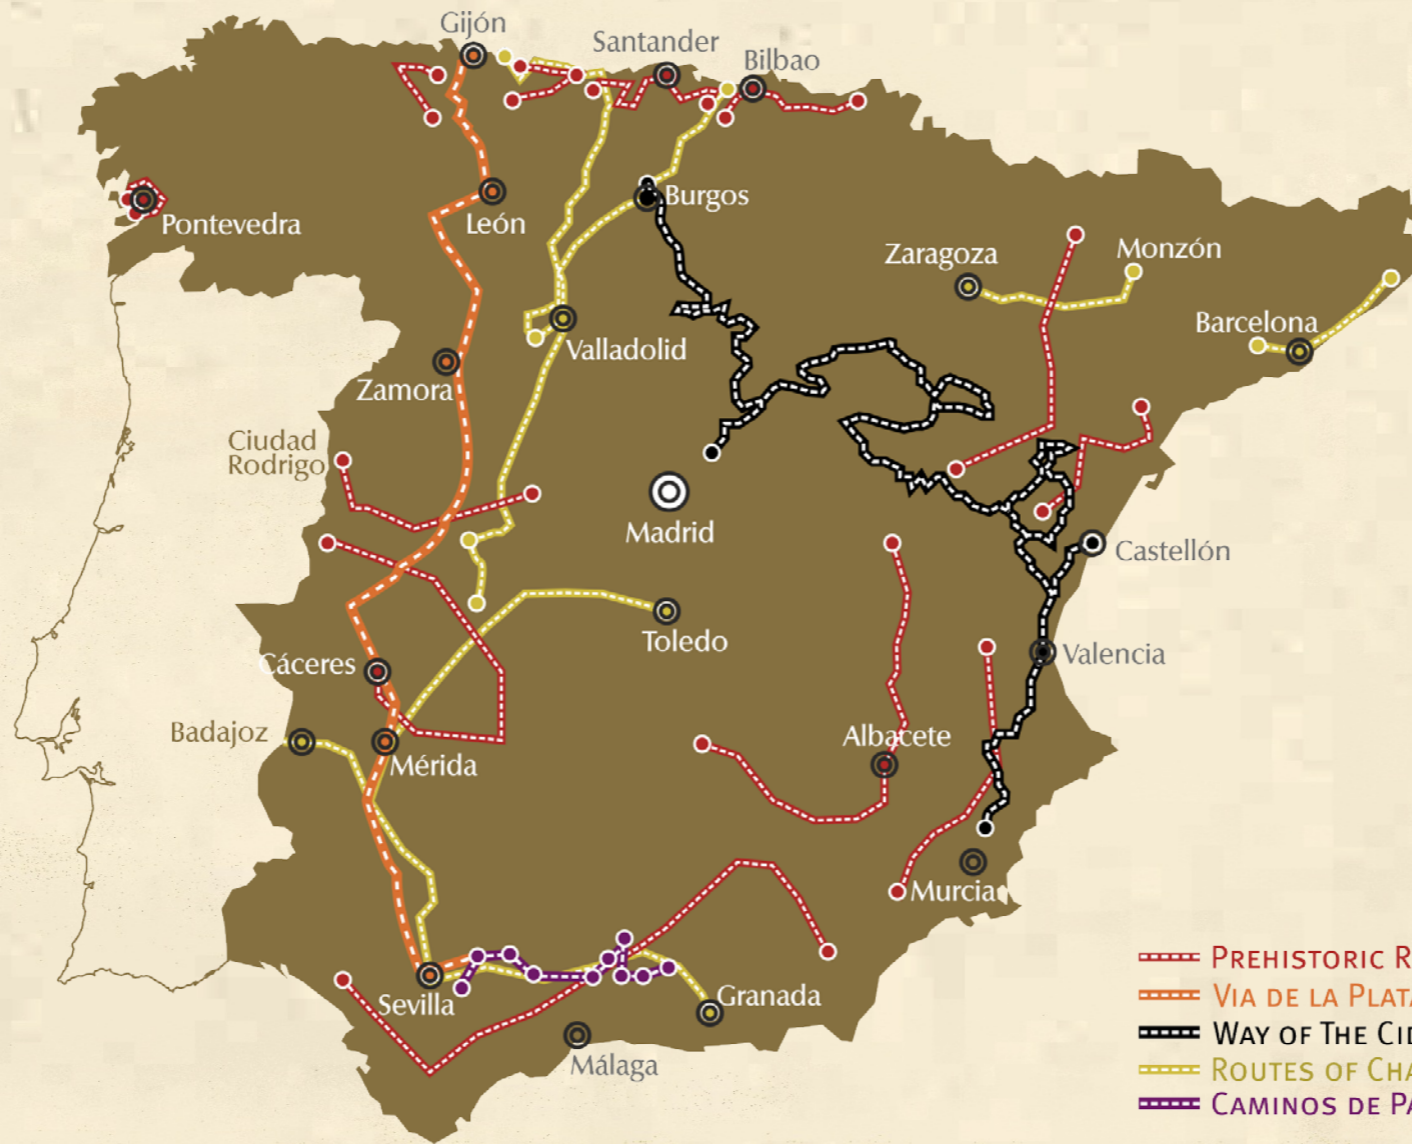 Gijón
Santander
Bilbao
Pontevedra
León
Burgos
Zaragoza
Monzón
Barcelona
Valladolid
Zamora
Ciudad
Rodrigo
Madrid
Castellón
Toledo
Valencia
Cáceres
Badajoz
Mérida
Albacete
Murcia
Sevilla
Granada
Málaga
PREHISTORIC R
VIA DE LA PLATA
WAY OF THE CID
ROUTES OF CHA
CAMINOS DE PA